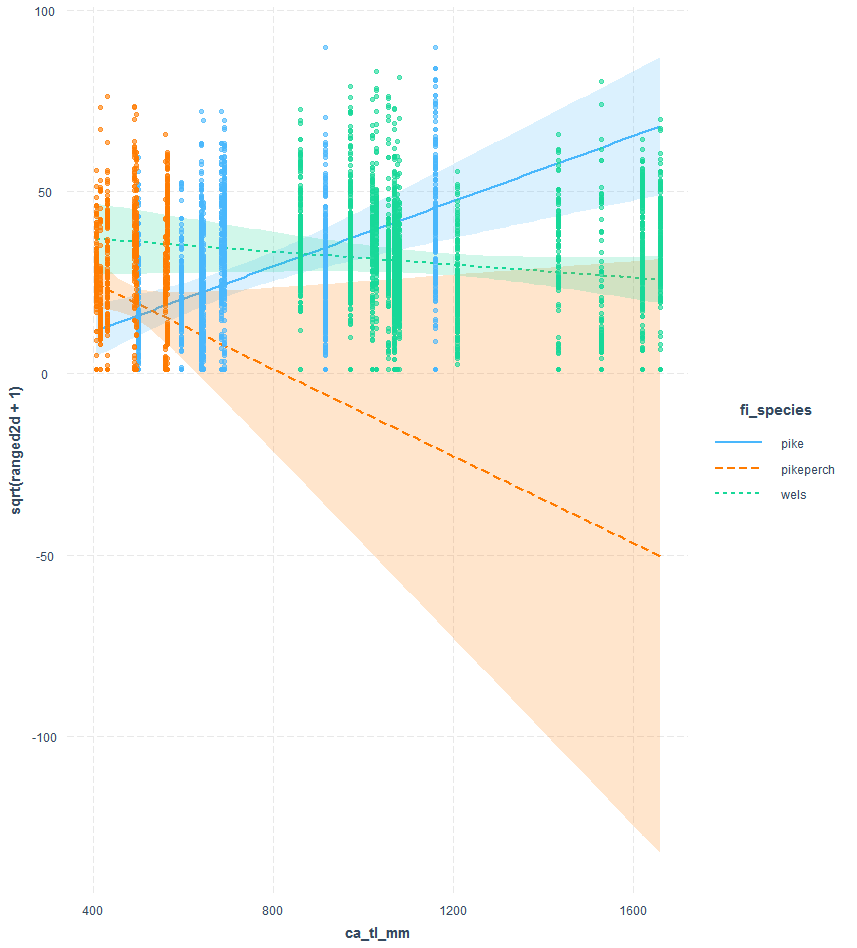 100
50
0
-50
-100
sqrt(ranged2d + 1)
400
800
1200
1600
ca_tl_mm
fi_species
pike
pikeperch
wels